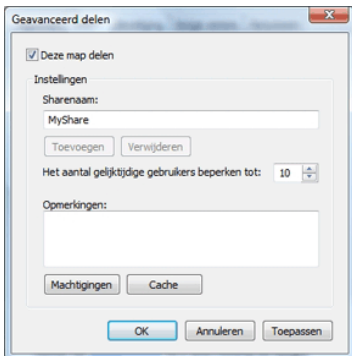 Geavanceerd delen
Deze map delen
Instellingen
Sharenaam:
MyShare
Toevoegen Verwijderen
Het aantal gelijktijdige gebruikers beperken tot: 10
Opmerkingen:
Machtigingen Cache
OK Annuleren Toepassen